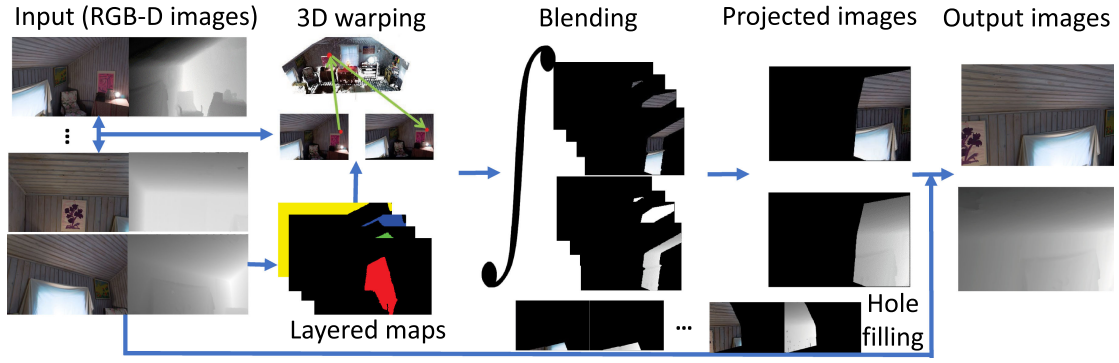 Input (RGB-D images)
3D warping
Blending
Projected images
Output images
Layered maps
Hole
filling